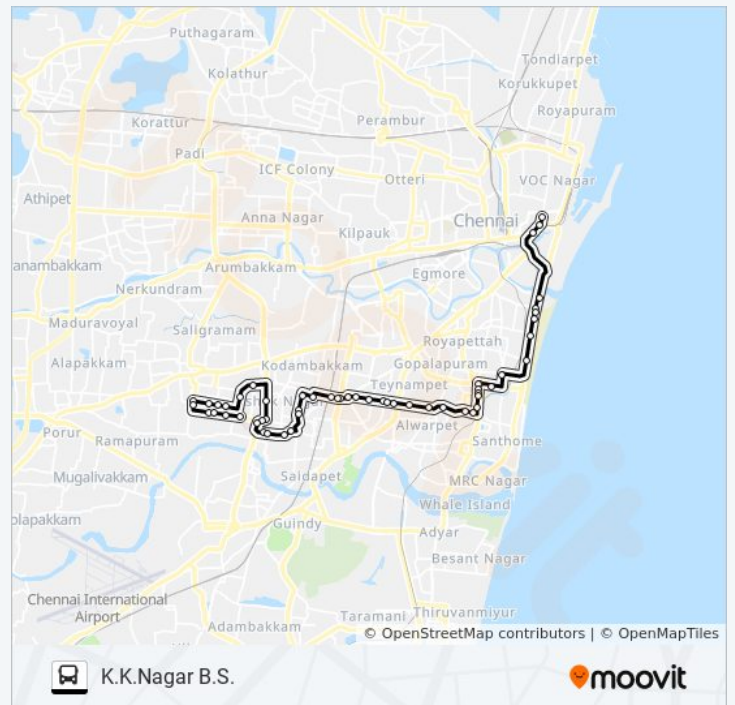 Puthagaram
Kolathur
Tondiarpet
Korukkupet
Royapuram
Korattur
Perambur
Padi
ICF Colony
Otteri
VOC Nagar
Athipet
Anna Nagar
Chennai
Kilpauk
anambakkam
Arumbakkam
Egmore
Nerkundram
Maduravoyal
Saligramam
Royapettah
Alapakkam
Kodambakkam
Gopalapuram
Teynampet
Alwarpet
Porur
Ramapuram
Santhome
Mugalivakkam
Saidapet
MRC Nagar
Whale Island
olapakkam
Guindy
Adyar
Besant Nagar
Chennai International
Airport
Taramani
Thiruvanmiyur
Adambakkam
© OpenStreetMap contributors | © OpenMapTiles
K.K.Nagar B.S.
moovit